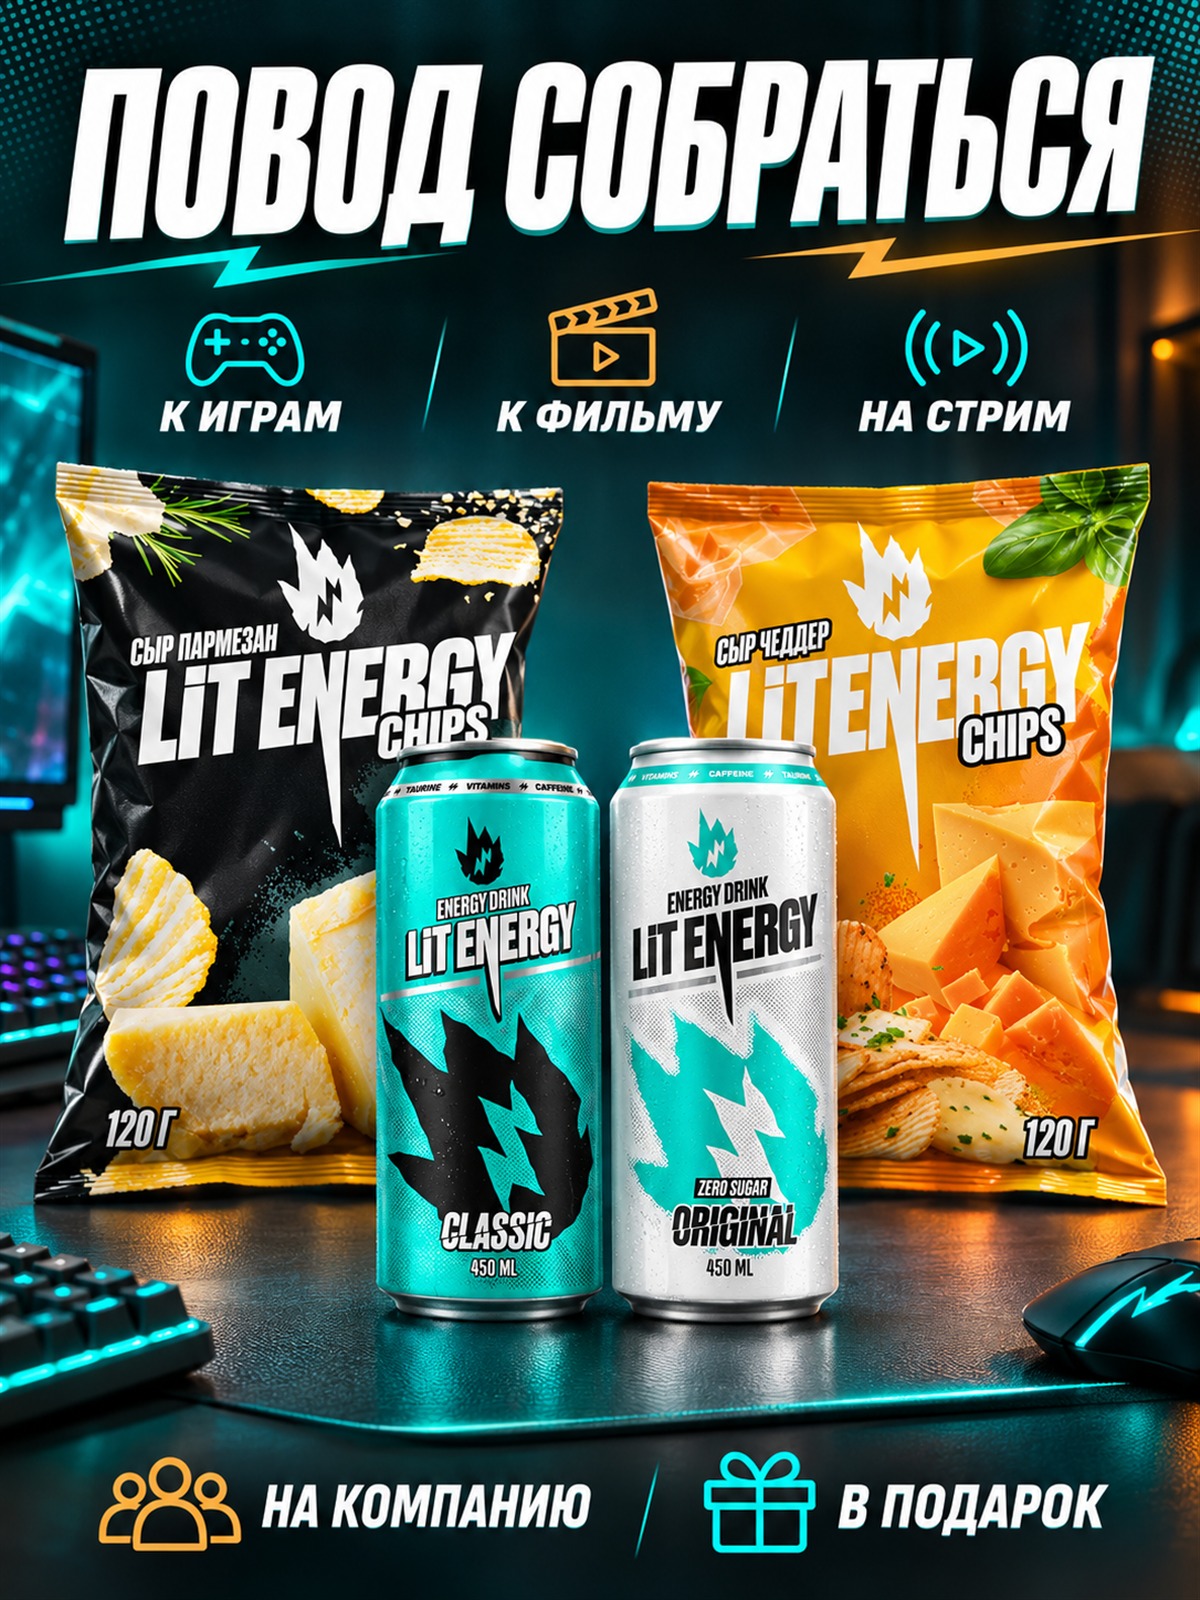 ПОВОД СОБРАТЬСЯ
К ИГРАМ
К ФИЛЬМУ
НА СТРИМ
СЫР ПАРМЕЗАН
LiT ENERGY
CHIPS
120 Г
СЫР ЧЕДДЕР
LiT ENERGY
CHIPS
120 Г
TAURINE VITAMINS CAFFEINE
ENERGY DRINK
LiT ENERGY
CLASSIC
450 ML
VITAMINS CAFFEINE TAURINE
ENERGY DRINK
LiT ENERGY
ZERO SUGAR
ORIGINAL
450 ML
НА КОМПАНИЮ
В ПОДАРОК